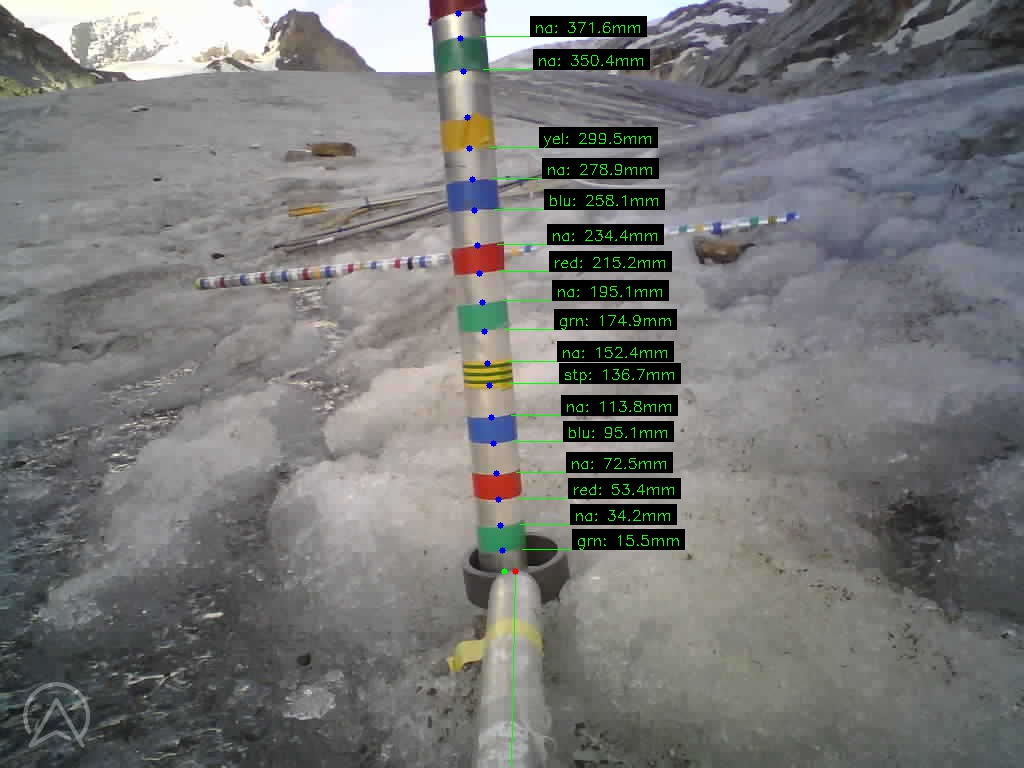 na: 371.6mm
na: 350.4mm
yel: 299.5mm
na: 278.9mm
blu: 258.1mm
na: 234.4mm
red: 215.2mm
na: 195.1mm
grn: 174.9mm
na: 152.4mm
stp: 136.7mm
na: 113.8mm
blu: 95.1mm
na: 72.5mm
red: 53.4mm
na: 34.2mm
grn: 15.5mm